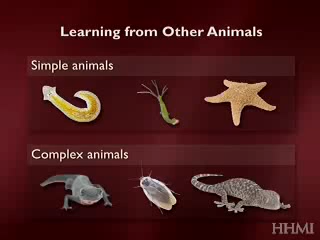 Learning from Other Animals
Simple animals
Complex animals
HHMI